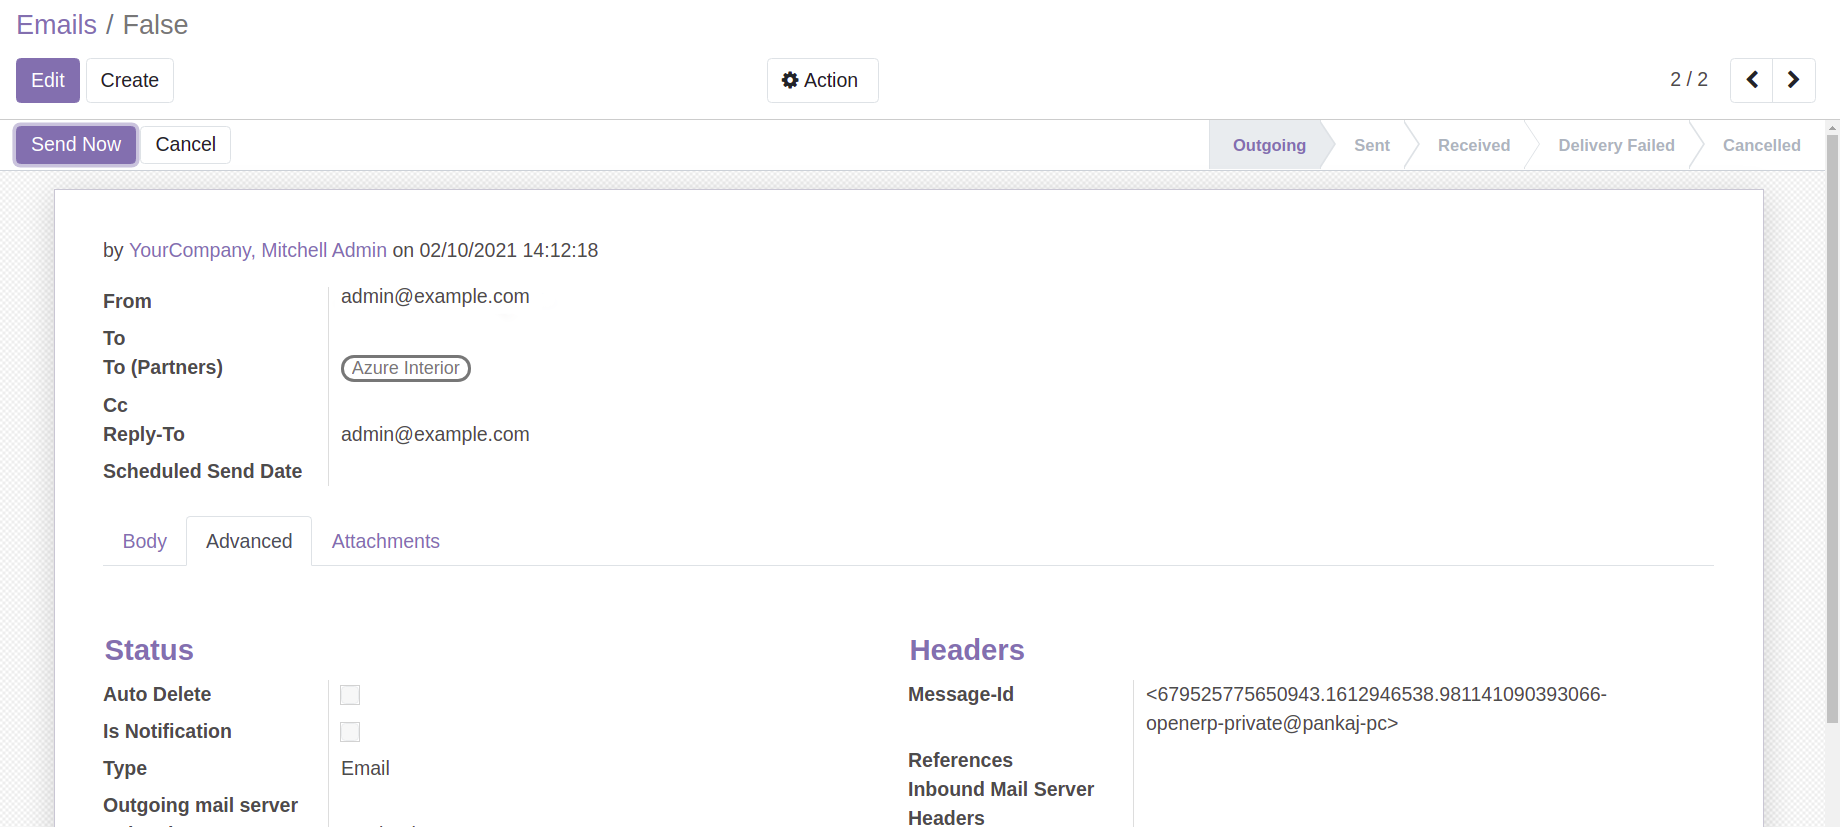 Emails / False
Edit Create Action 2 / 2
Send Now Cancel Outgoing Sent Received Delivery Failed Cancelled
by YourCompany, Mitchell Admin on 02/10/2021 14:12:18
From admin@example.com
To
To (Partners) Azure Interior
Cc
Reply-To admin@example.com
Scheduled Send Date
Body Advanced Attachments
Status
Auto Delete
Is Notification
Type Email
Outgoing mail server
Headers
Message-Id <679525775650943.1612946538.981141090393066-
openerp-private@pankaj-pc>
References
Inbound Mail Server
Headers